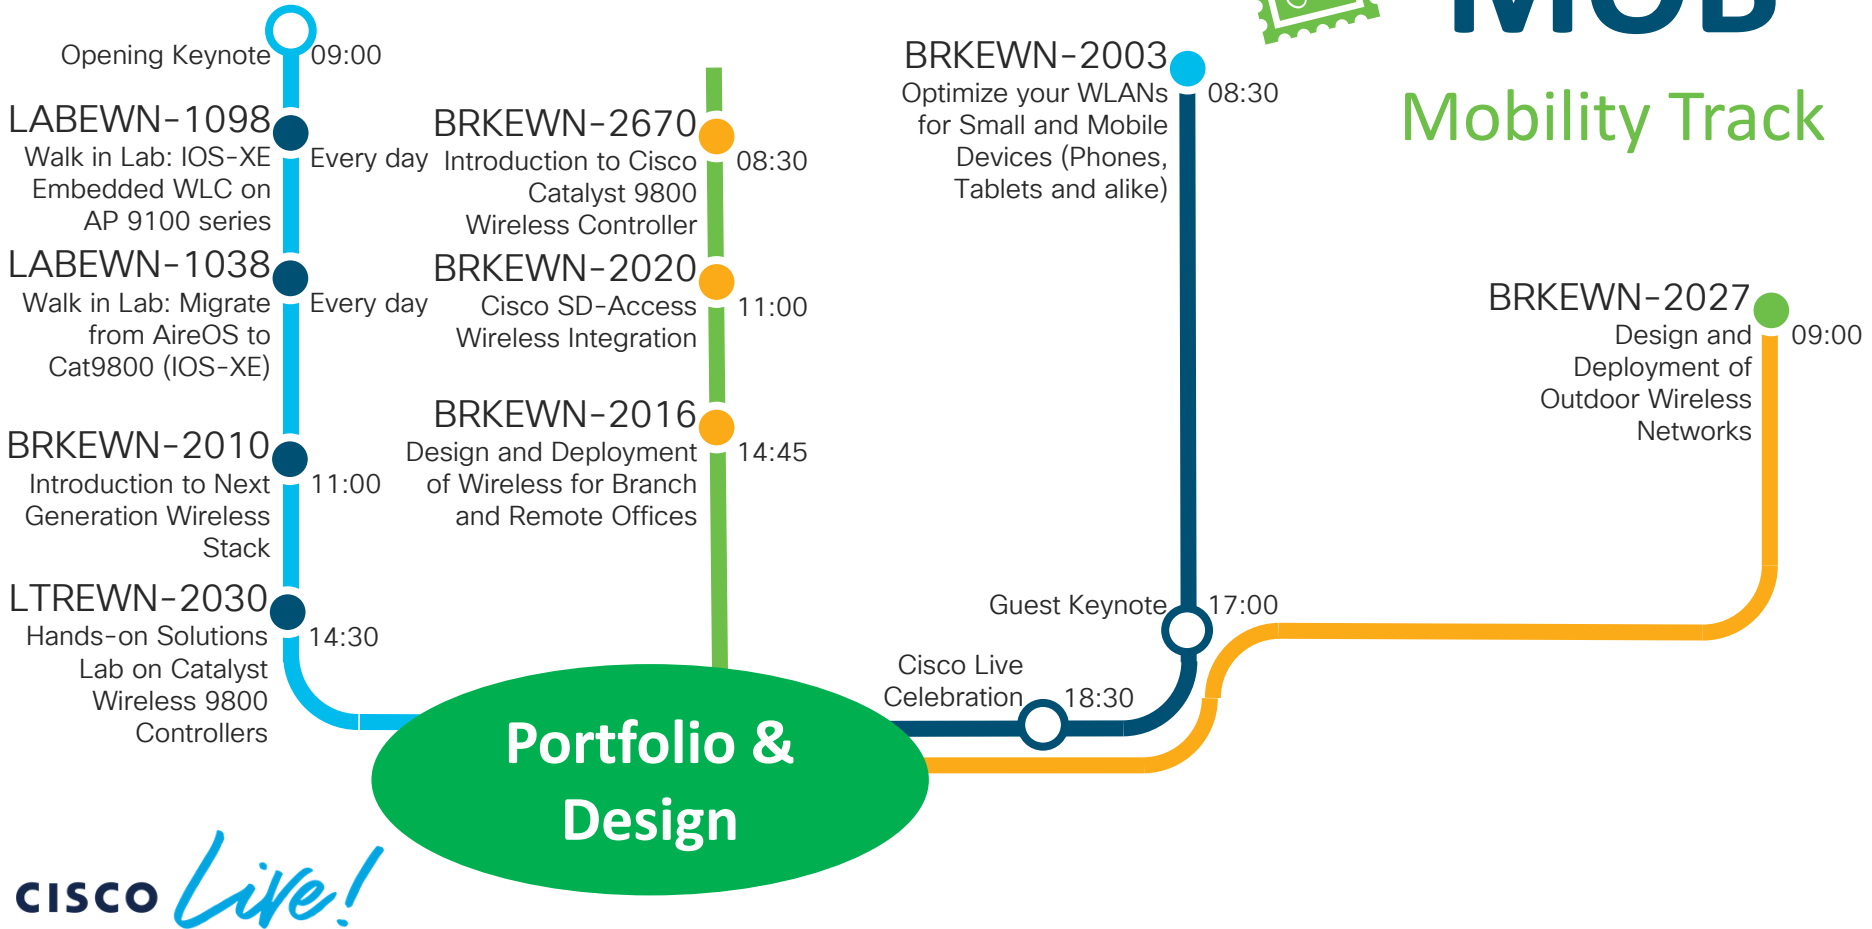 MOB
Mobility Track
Opening Keynote
09:00
LABEWN-1098
Walk in Lab: IOS-XE
Embedded WLC on
AP 9100 series
Every day
LABEWN-1038
Walk in Lab: Migrate
from AireOS to
Cat9800 (IOS-XE)
Every day
BRKEWN-2010
Introduction to Next
Generation Wireless
Stack
11:00
LTREWN-2030
Hands-on Solutions
Lab on Catalyst
Wireless 9800
Controllers
14:30
BRKEWN-2670
Introduction to Cisco
Catalyst 9800
Wireless Controller
08:30
BRKEWN-2020
Cisco SD-Access
Wireless Integration
11:00
BRKEWN-2016
Design and Deployment
of Wireless for Branch
and Remote Offices
14:45
BRKEWN-2003
Optimize your WLANs
for Small and Mobile
Devices (Phones,
Tablets and alike)
08:30
Guest Keynote
17:00
Cisco Live
Celebration
18:30
BRKEWN-2027
Design and
Deployment of
Outdoor Wireless
Networks
09:00
Portfolio &
Design
CISCO Live!